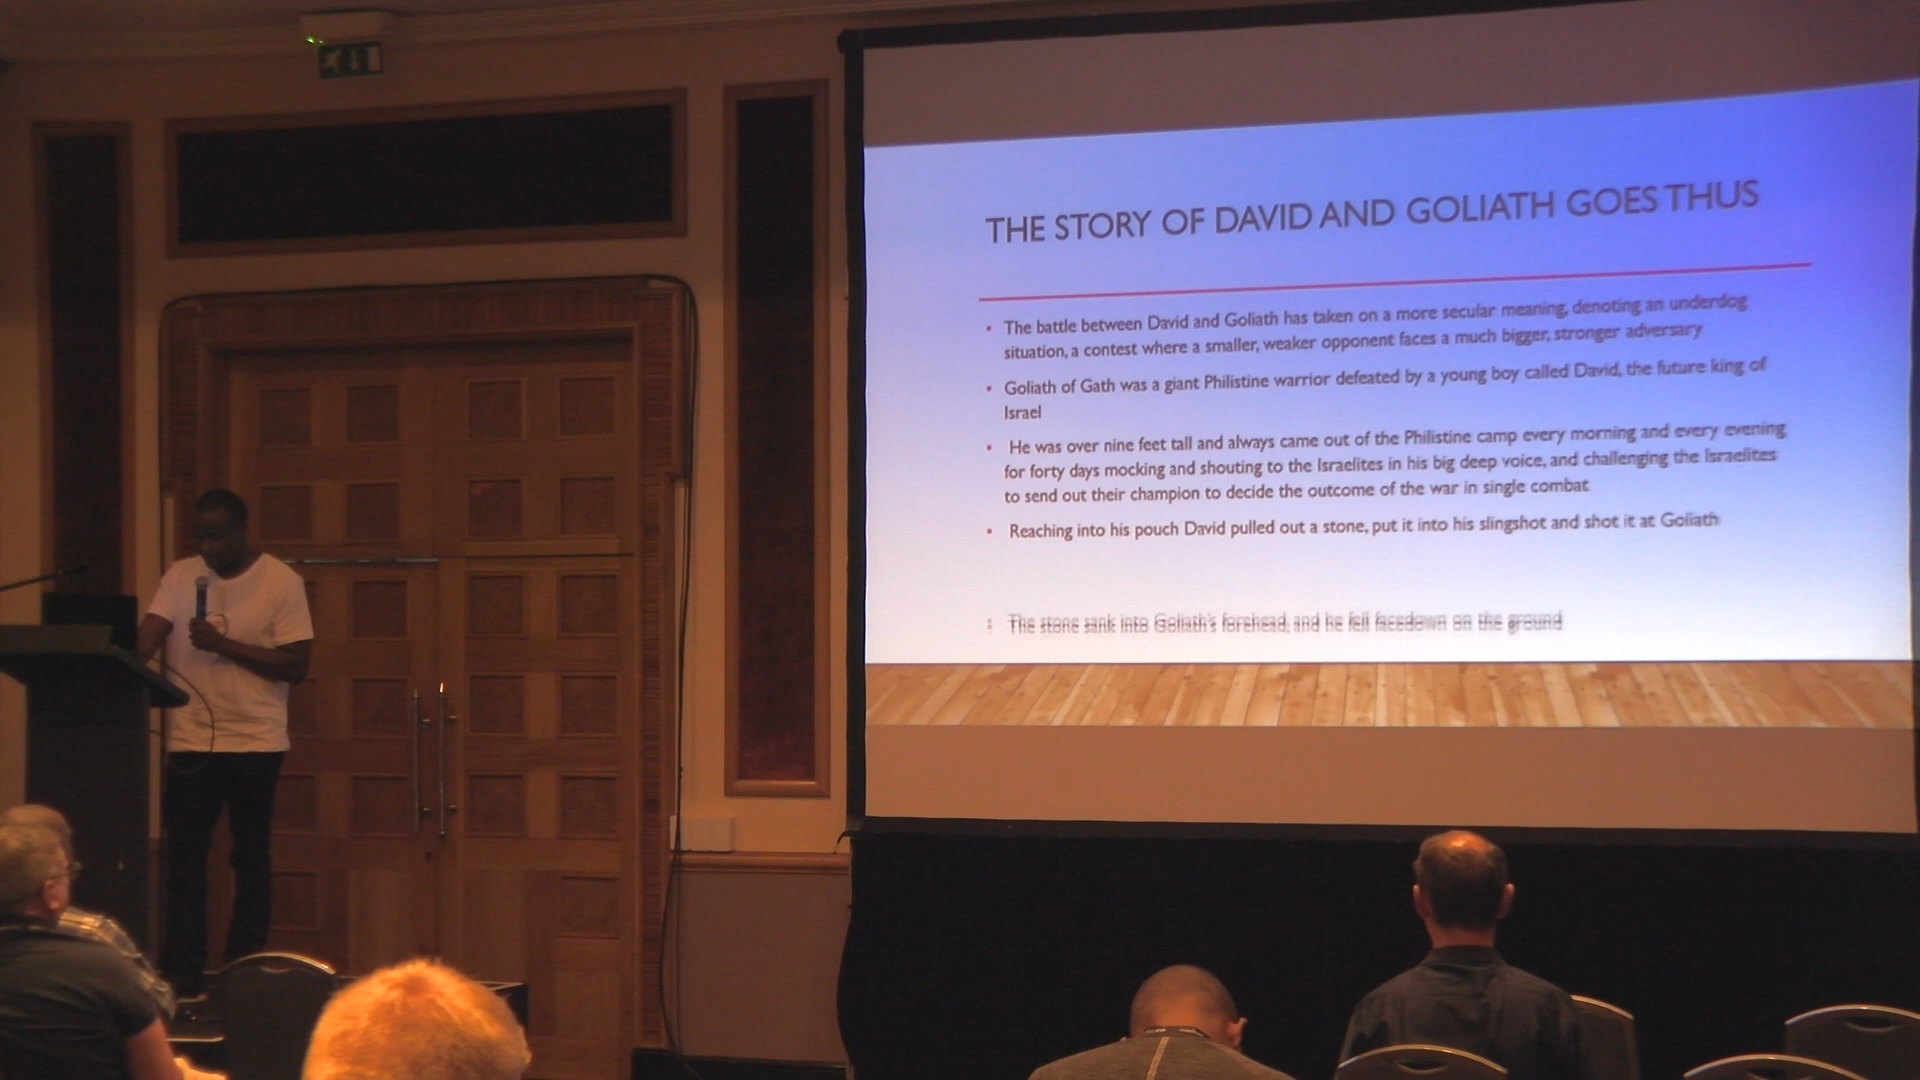 THE STORY OF DAVID AND GOLIATH GOES THUS
• The battle between David and Goliath has taken on a more secular meaning, denoting an underdog
situation, a contest where a smaller, weaker opponent faces a much bigger, stronger adversary
• Goliath of Gath was a giant Philistine warrior defeated by a young boy called David, the future king of
Israel
• He was over nine feet tall and always came out of the Philistine camp every morning and every evening
for forty days mocking and shouting to the Israelites in his big deep voice, and challenging the Israelites
to send out their champion to decide the outcome of the war in single combat
• Reaching into his pouch David pulled out a stone, put it into his slingshot and shot it at Goliath
• The stone sank into Goliath's forehead, and he fell facedown on the ground